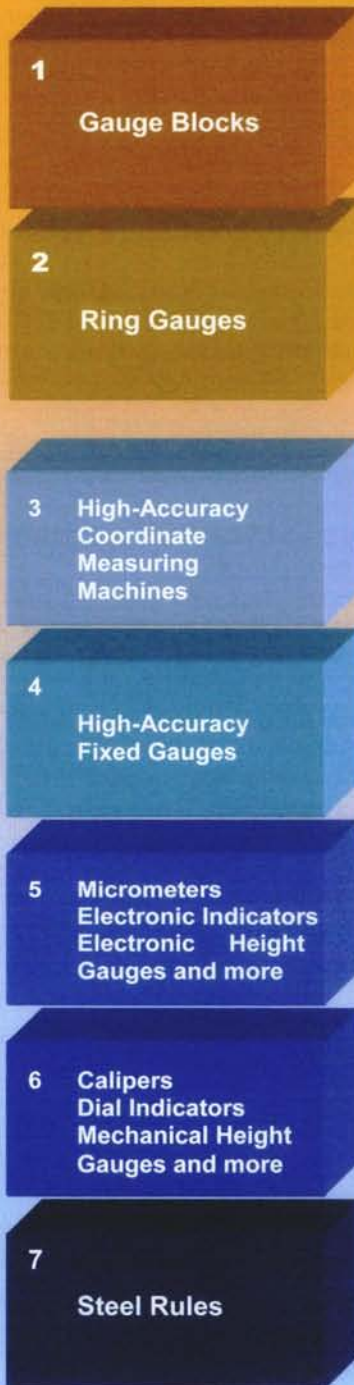 1
Gauge Blocks
2
Ring Gauges
3 High-Accuracy
Coordinate
Measuring
Machines
4
High-Accuracy
Fixed Gauges
5 Micrometers
Electronic Indicators
Electronic Height
Gauges and more
6 Calipers
Dial Indicators
Mechanical Height
Gauges and more
7
Steel Rules